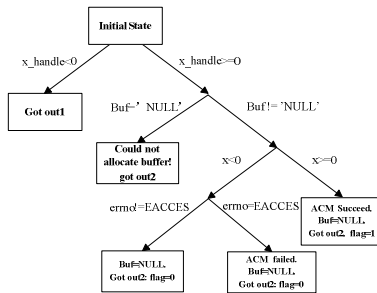 Initial State
x_handle<0
x_handle>=0
Got out1
Buf=' NULL'
Buf!= 'NULL'
Could not
allocate buffer!
got out2
x<0
x>=0
errno!=EACCES
errno=EACCES
ACM Succeed.
Buf=NULL.
Got out2, flag=1
Buf=NULL.
Got out2: flag=0
ACM failed.
Buf=NULL.
Got out2: flag=0